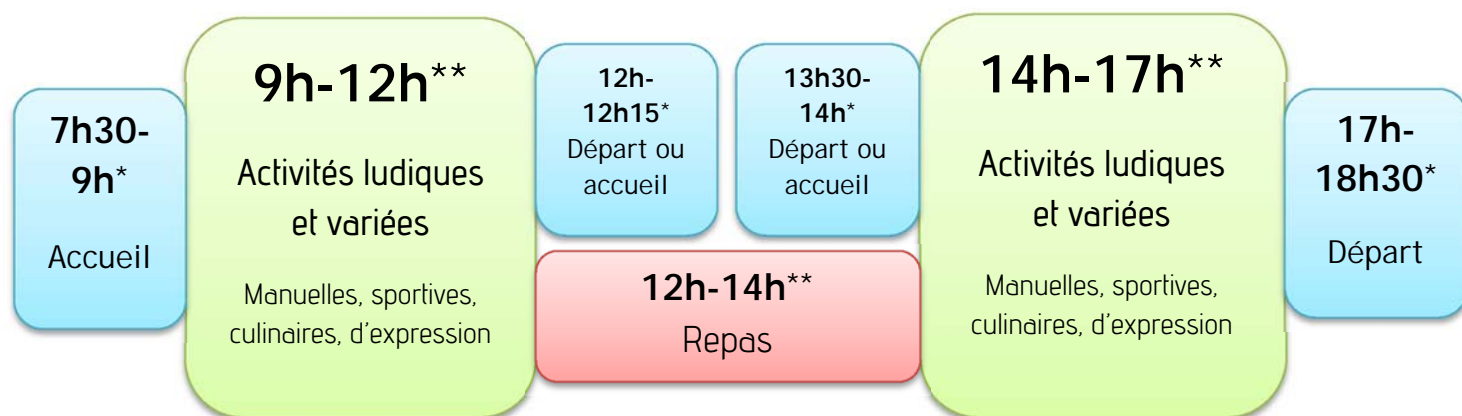 7h30-
9h*
Accueil
9h-12h**
Activités ludiques
et variées
Manuelles, sportives,
culinaires, d’expression
12h-
12h15*
Départ ou
accueil
13h30-
14h*
Départ ou
accueil
12h-14h**
Repas
14h-17h**
Activités ludiques
et variées
Manuelles, sportives,
culinaires, d’expression
17h-
18h30*
Départ